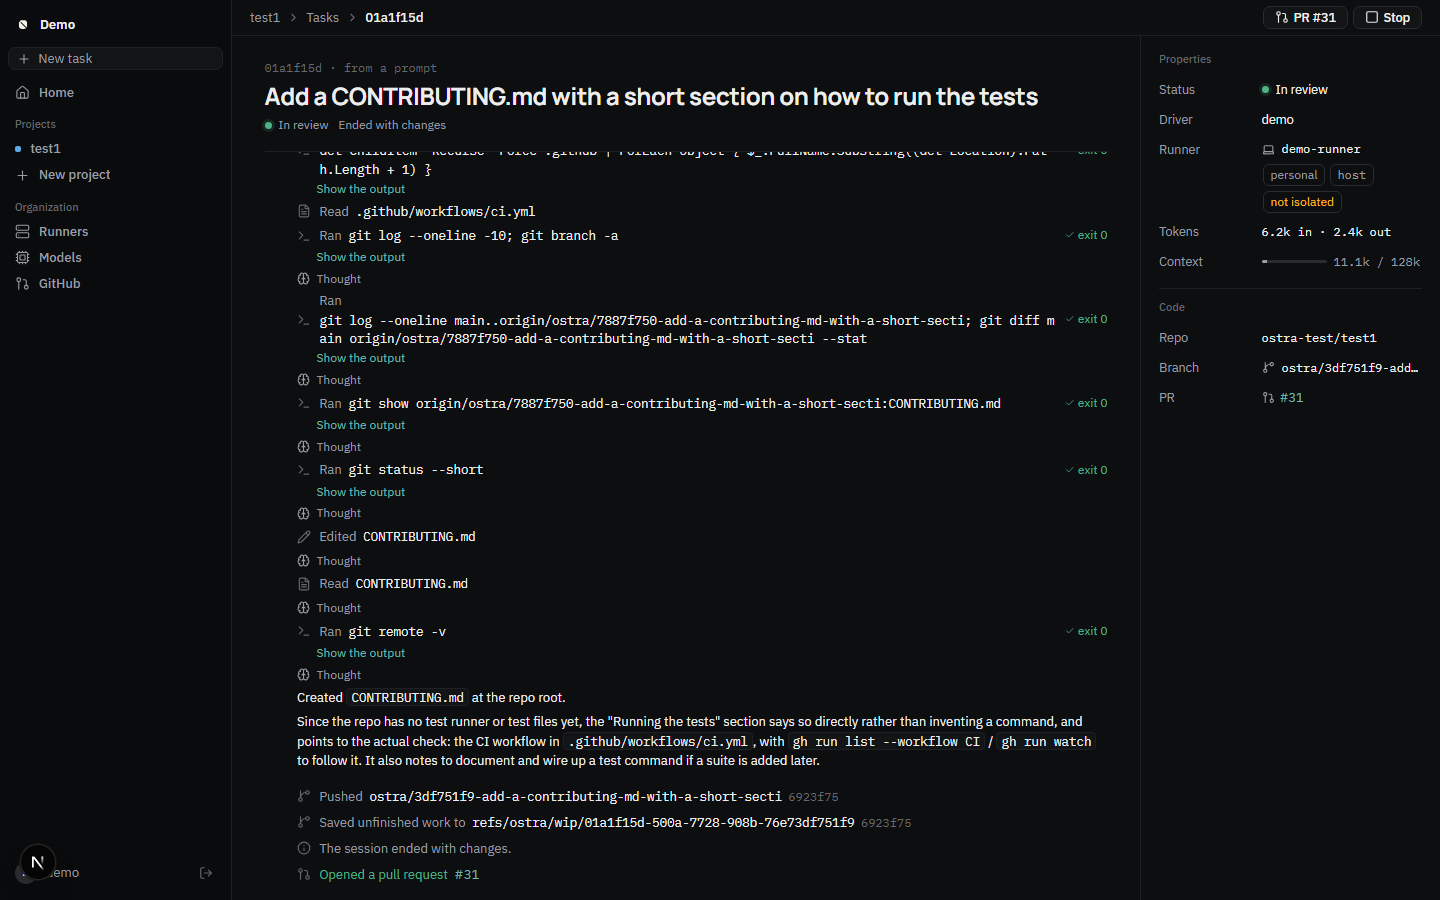 Demo
New task
Home
Projects
test1
New project
Organization
Runners
Models
GitHub
test1 > Tasks > 01a1f15d
PR #31
Stop
01a1f15d · from a prompt
Add a CONTRIBUTING.md with a short section on how to run the tests
In review Ended with changes
h.Length + 1) }
Show the output
Read .github/workflows/ci.yml
Ran git log --oneline -10; git branch -a
exit 0
Show the output
Thought
Ran
git log --oneline main..origin/ostra/7887f750-add-a-contributing-md-with-a-short-secti; git diff m
exit 0
ain origin/ostra/7887f750-add-a-contributing-md-with-a-short-secti --stat
Show the output
Thought
Ran git show origin/ostra/7887f750-add-a-contributing-md-with-a-short-secti:CONTRIBUTING.md
exit 0
Show the output
Thought
Ran git status --short
exit 0
Show the output
Thought
Edited CONTRIBUTING.md
Thought
Read CONTRIBUTING.md
Thought
Ran git remote -v
exit 0
Show the output
Thought
Created CONTRIBUTING.md at the repo root.
Since the repo has no test runner or test files yet, the "Running the tests" section says so directly rather than inventing a command, and
points to the actual check: the CI workflow in .github/workflows/ci.yml, with gh run list --workflow CI / gh run watch
to follow it. It also notes to document and wire up a test command if a suite is added later.
Pushed ostra/3df751f9-add-a-contributing-md-with-a-short-secti 6923f75
Saved unfinished work to refs/ostra/wip/01a1f15d-500a-7728-908b-76e73df751f9 6923f75
The session ended with changes.
Opened a pull request #31
Properties
Status In review
Driver demo
Runner demo-runner
personal host
not isolated
Tokens 6.2k in · 2.4k out
Context 11.1k / 128k
Code
Repo ostra-test/test1
Branch ostra/3df751f9-add…
PR #31
N
emo